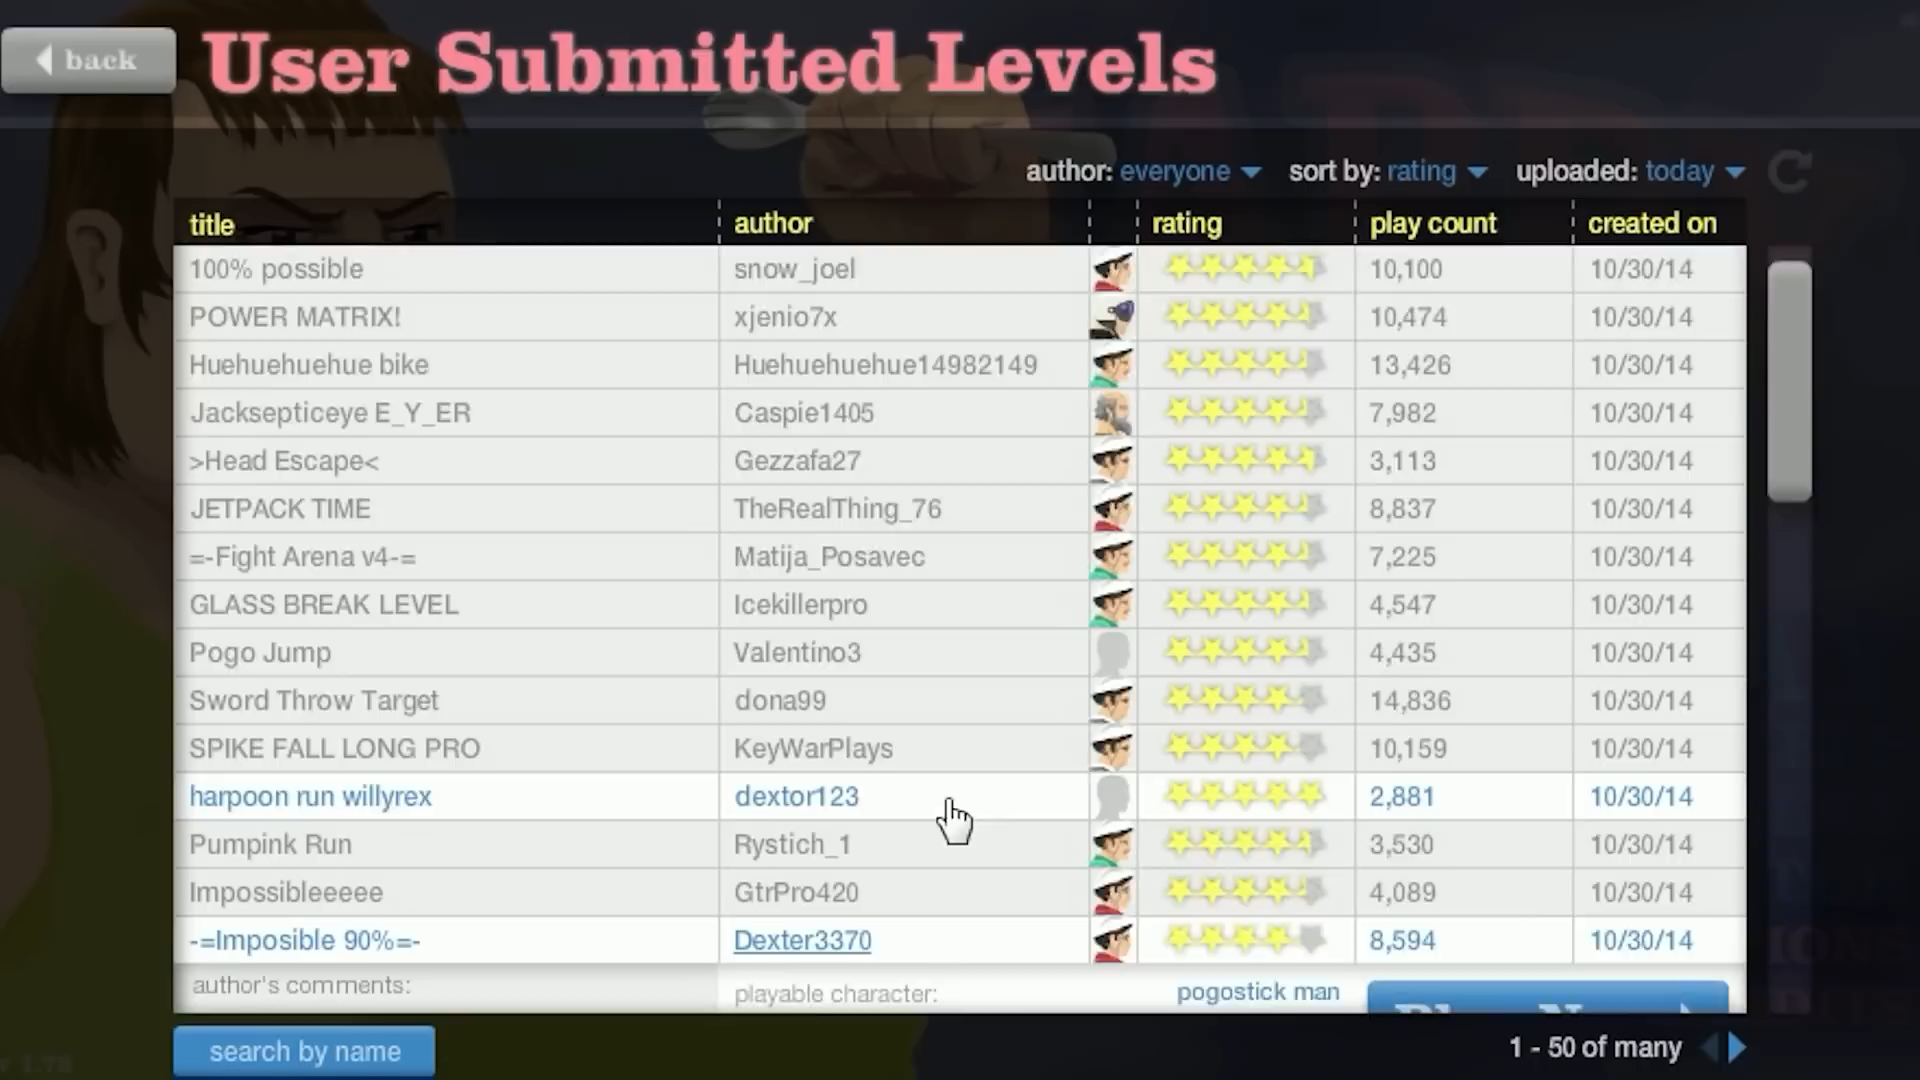 back
User Submitted Levels
author: everyone sort by: rating uploaded: today
title author rating play count created on
100% possible snow_joel 10,100 10/30/14
POWER MATRIX! xjenio7x 10,474 10/30/14
Huehuehuehue bike Huehuehuehue14982149 13,426 10/30/14
Jacksepticeye E_Y_ER Caspie1405 7,982 10/30/14
>Head Escape< Gezzafa27 3,113 10/30/14
JETPACK TIME TheRealThing_76 8,837 10/30/14
=-Fight Arena v4-= Matija_Posavec 7,225 10/30/14
GLASS BREAK LEVEL Icekillerpro 4,547 10/30/14
Pogo Jump Valentino3 4,435 10/30/14
Sword Throw Target dona99 14,836 10/30/14
SPIKE FALL LONG PRO KeyWarPlays 10,159 10/30/14
harpoon run willyrex dextor123 2,881 10/30/14
Pumpink Run Rystich_1 3,530 10/30/14
Impossibleeeee GtrPro420 4,089 10/30/14
-=Imposible 90%=- Dexter3370 8,594 10/30/14
author's comments: playable character: pogostick man
search by name 1 - 50 of many
v 1.75